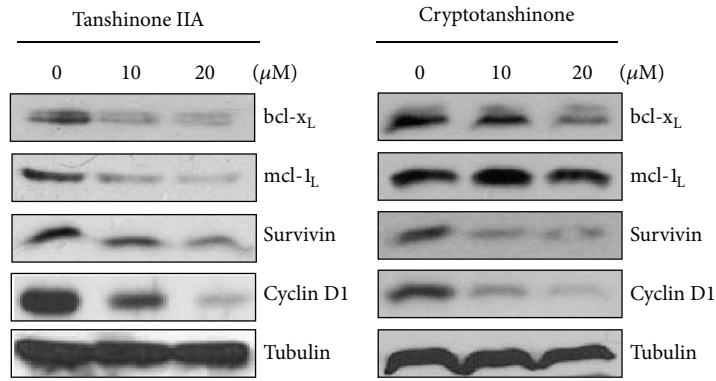 Tanshinone IIA
0 10 20 (μM)
bcl-xL
mcl-1L
Survivin
Cyclin D1
Tubulin
Cryptotanshinone
0 10 20 (μM)
bcl-xL
mcl-1L
Survivin
Cyclin D1
Tubulin